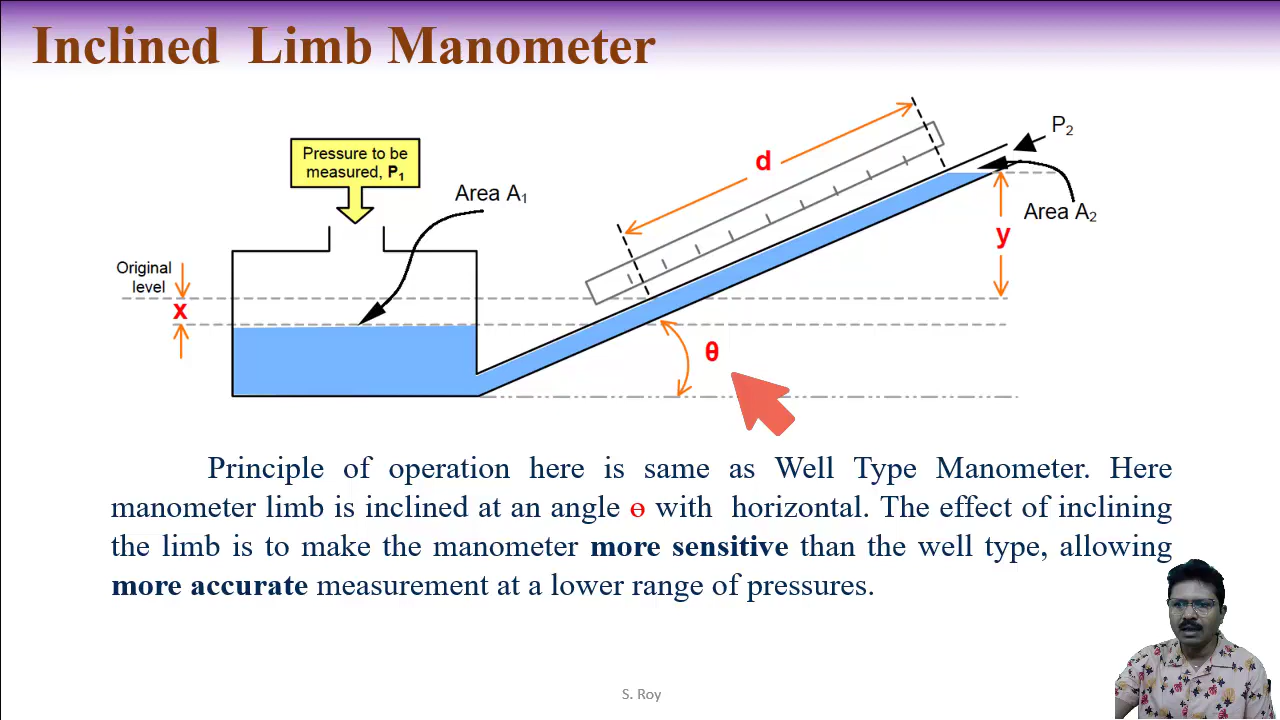 Inclined Limb Manometer
Pressure to be
measured, P₁
Area A₁
d
P₂
Area A₂
y
Original
level
x
θ
Principle of operation here is same as Well Type Manometer. Here
manometer limb is inclined at an angle ɵ with horizontal. The effect of inclining
the limb is to make the manometer more sensitive than the well type, allowing
more accurate measurement at a lower range of pressures.
S. Roy